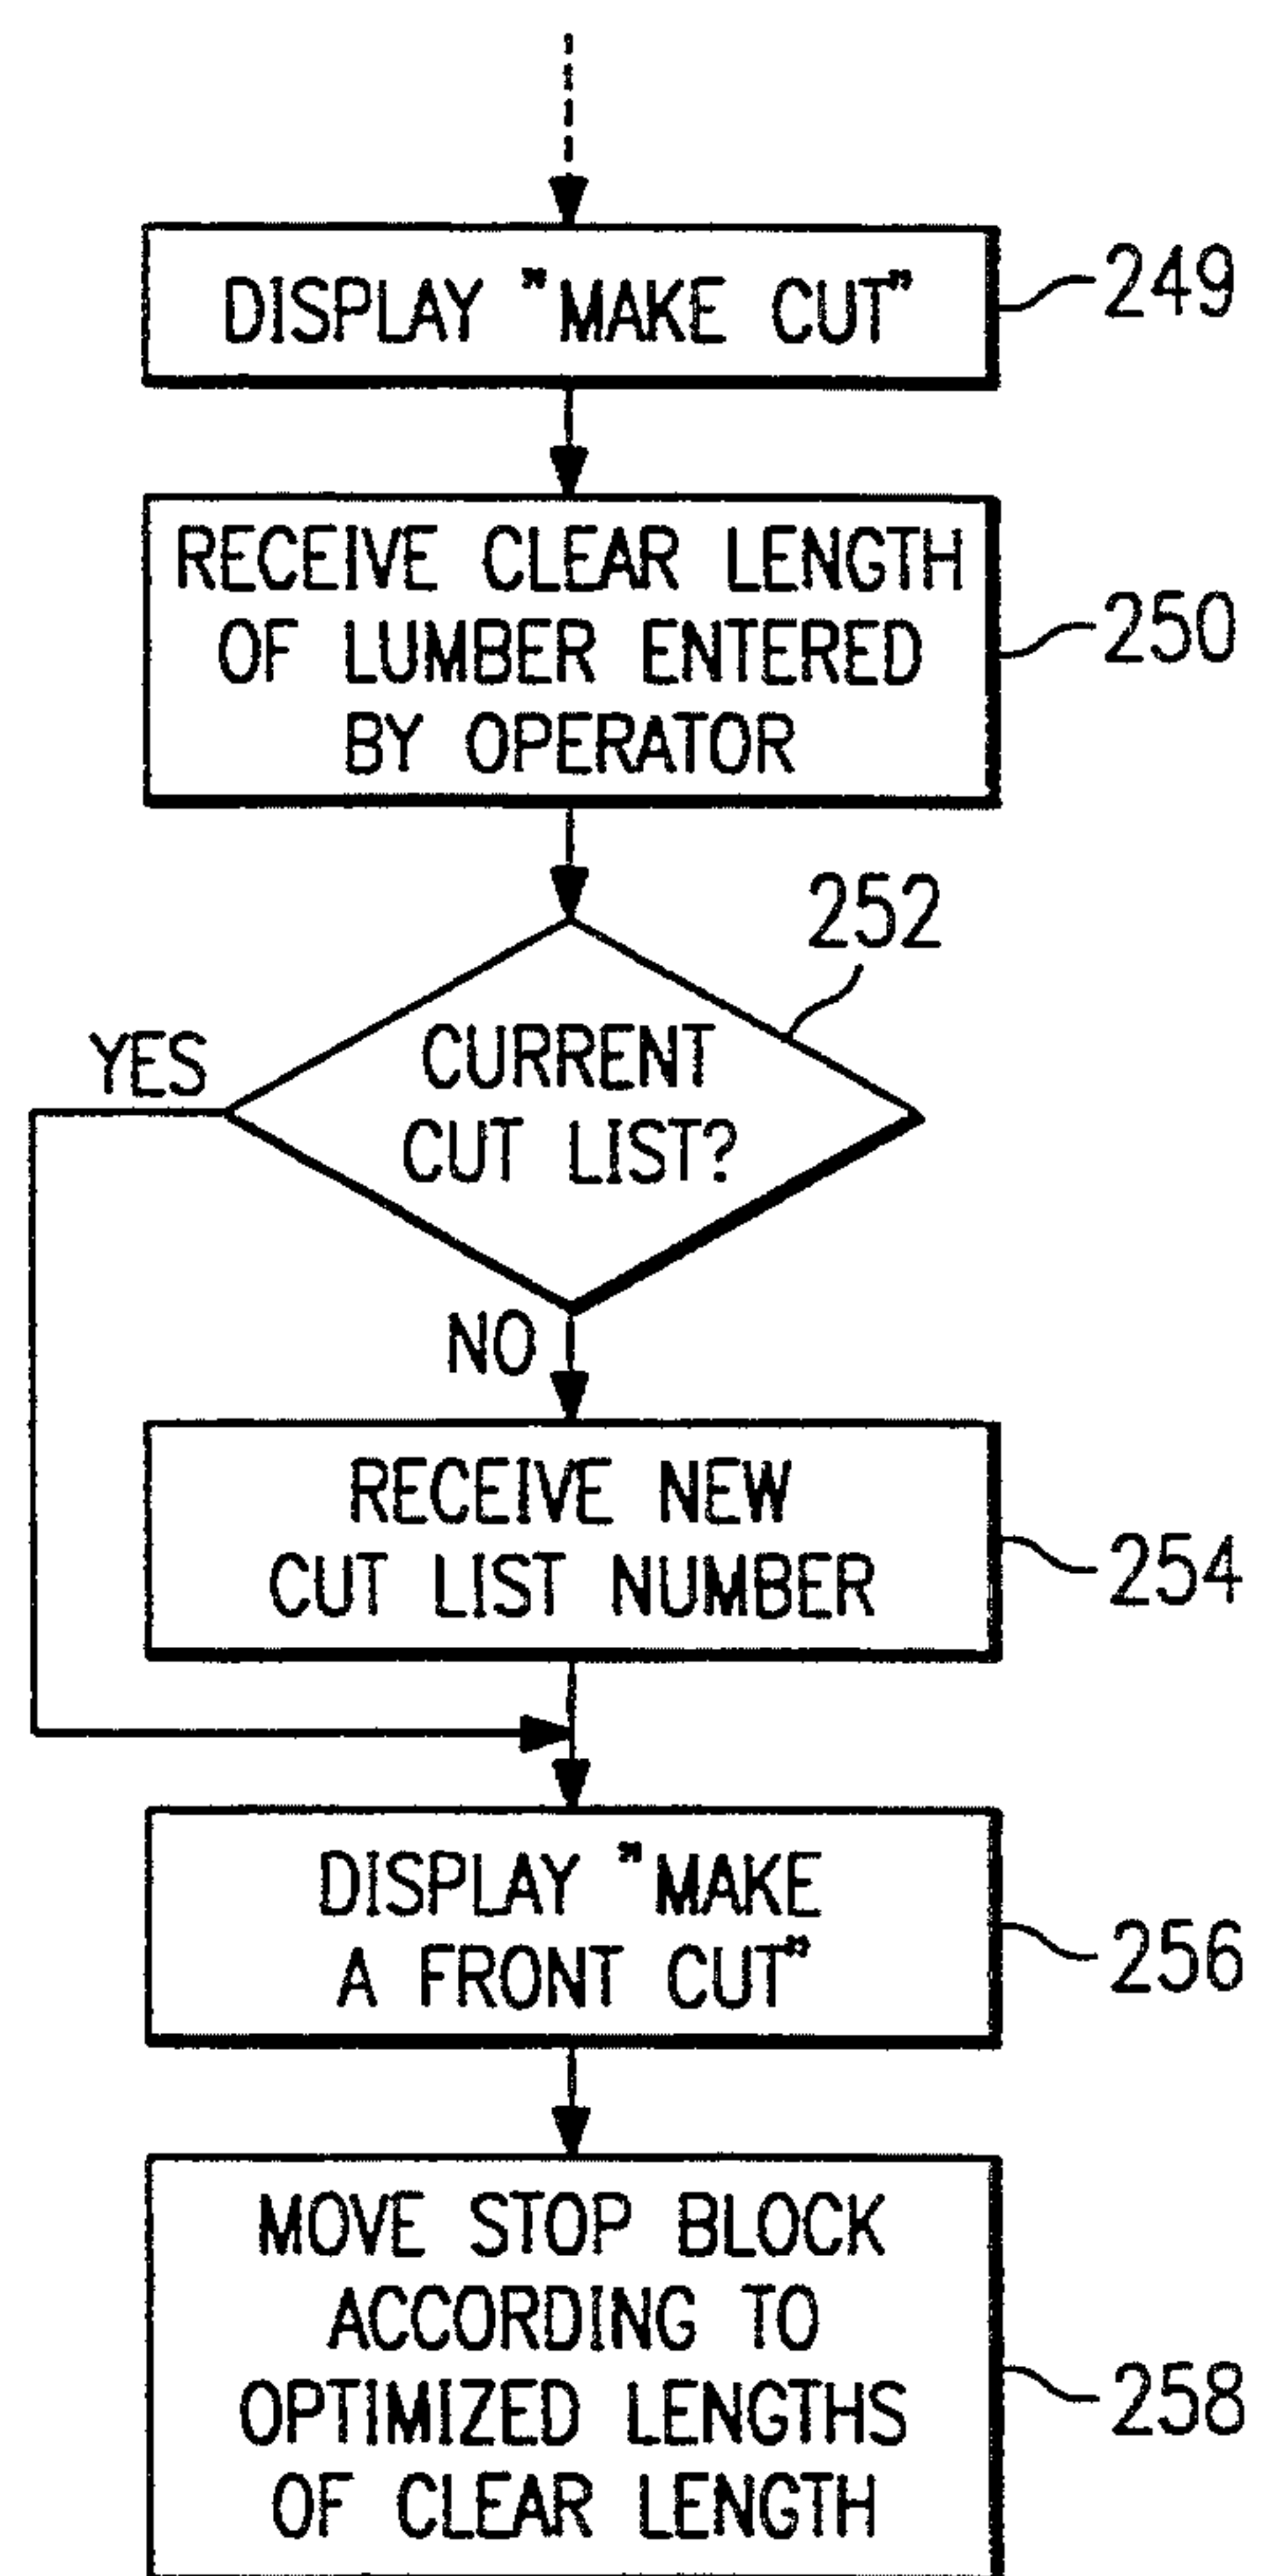 DISPLAY "MAKE CUT"
249
RECEIVE CLEAR LENGTH
OF LUMBER ENTERED
BY OPERATOR
250
252
CURRENT
CUT LIST?
YES
NO
RECEIVE NEW
CUT LIST NUMBER
254
DISPLAY "MAKE
A FRONT CUT"
256
MOVE STOP BLOCK
ACCORDING TO
OPTIMIZED LENGTHS
OF CLEAR LENGTH
258